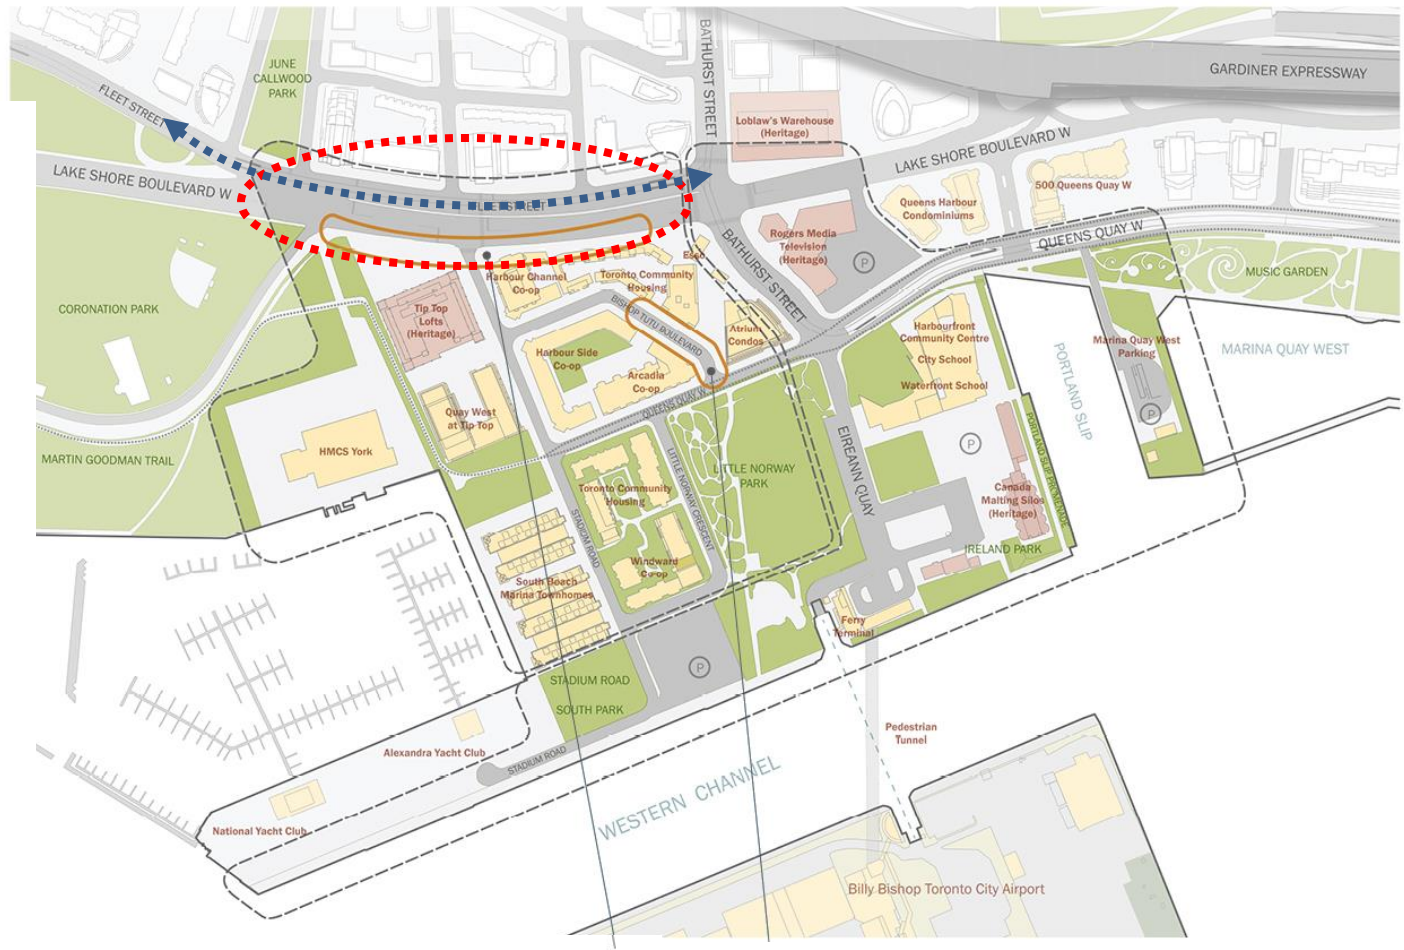 BATHURST STREET
GARDINER EXPRESSWAY
JUNE
CALLWOOD
PARK
FLEET STREET
Loblaw's Warehouse
(Heritage)
LAKE SHORE BOULEVARD W
LAKE SHORE BOULEVARD W
500 Queens Quay W
Queens Harbour
Condominiums
FLEET STREET
BATHURST STREET
Rogers Media
Television
(Heritage)
P
QUEENS QUAY W
MUSIC GARDEN
Esso
Harbour Channel
Co-op
Toronto Community
Housing
BISHOP TUTU BOULEVARD
CORONATION PARK
Tip Top
Lofts
(Heritage)
Atrium
Condos
Harbourfront
Community Centre
City School
Waterfront School
Marina Quay West
Parking
MARINA QUAY WEST
PORTLAND SLIP
Harbour Side
Co-op
Arcadia
Co-op
QUEENS QUAY W
Quay West
at Tip Top
P
P
HMCS York
MARTIN GOODMAN TRAIL
EIREANN QUAY
LITTLE NORWAY
PARK
LITTLE NORWAY CRESCENT
PORTLAND SLIP PROMENADE
Toronto Community
Housing
Canada
Malting Silos
(Heritage)
STADIUM ROAD
IRELAND PARK
Windward
Co-op
South Beach
Marina Townhomes
Ferry
Terminal
P
STADIUM ROAD
SOUTH PARK
Pedestrian
Tunnel
Alexandra Yacht Club
STADIUM ROAD
WESTERN CHANNEL
National Yacht Club
Billy Bishop Toronto City Airport